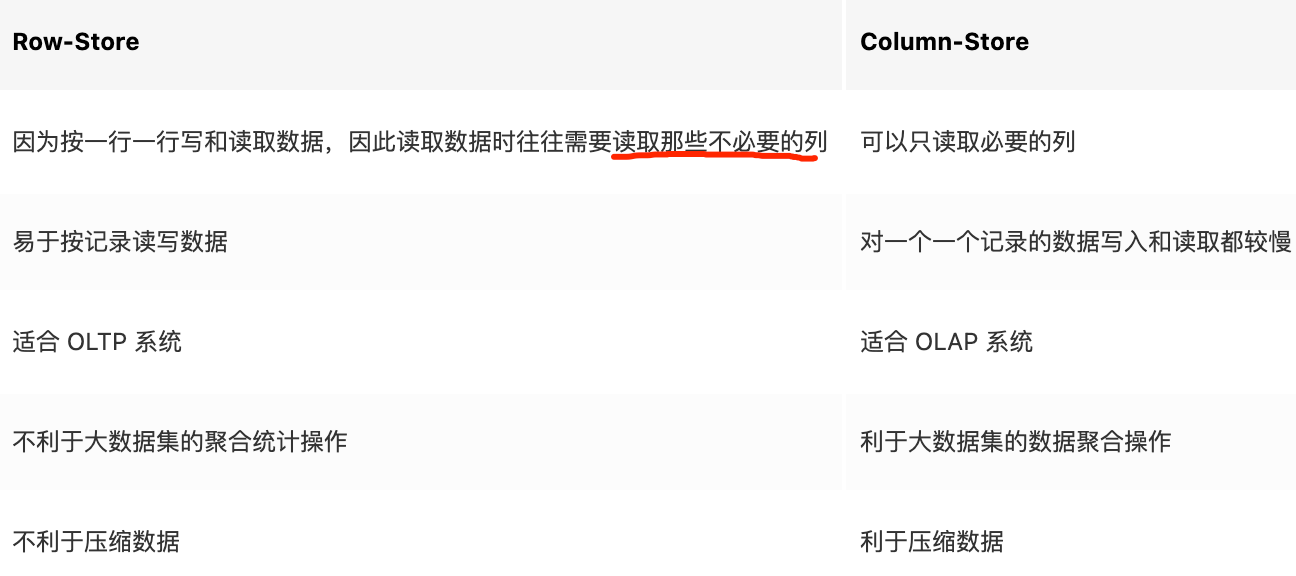 Row-Store
Column-Store
因为按一行一行写和读取数据，因此读取数据时往往需要读取那些不必要的列
可以只读取必要的列
易于按记录读写数据
对一个一个记录的数据写入和读取都较慢
适合 OLTP 系统
适合 OLAP 系统
不利于大数据集的聚合统计操作
利于大数据集的数据聚合操作
不利于压缩数据
利于压缩数据